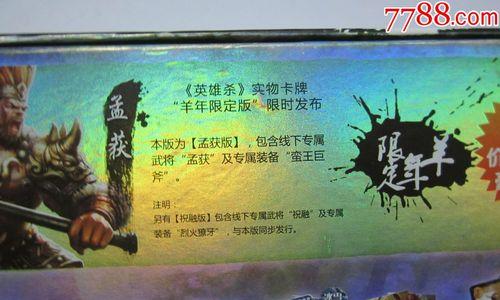 7788.com
《英雄杀》实物卡牌
“羊年限定版”限时发布
孟获
本版为【孟获版】，包含线下专属
武将“孟获”及专属装备“蛮王巨
斧”。
羊年限定
注明：
另有【祝融版】包含线下专属武将“祝融”及专属
装备“烈火獠牙”，与本版同步发行。